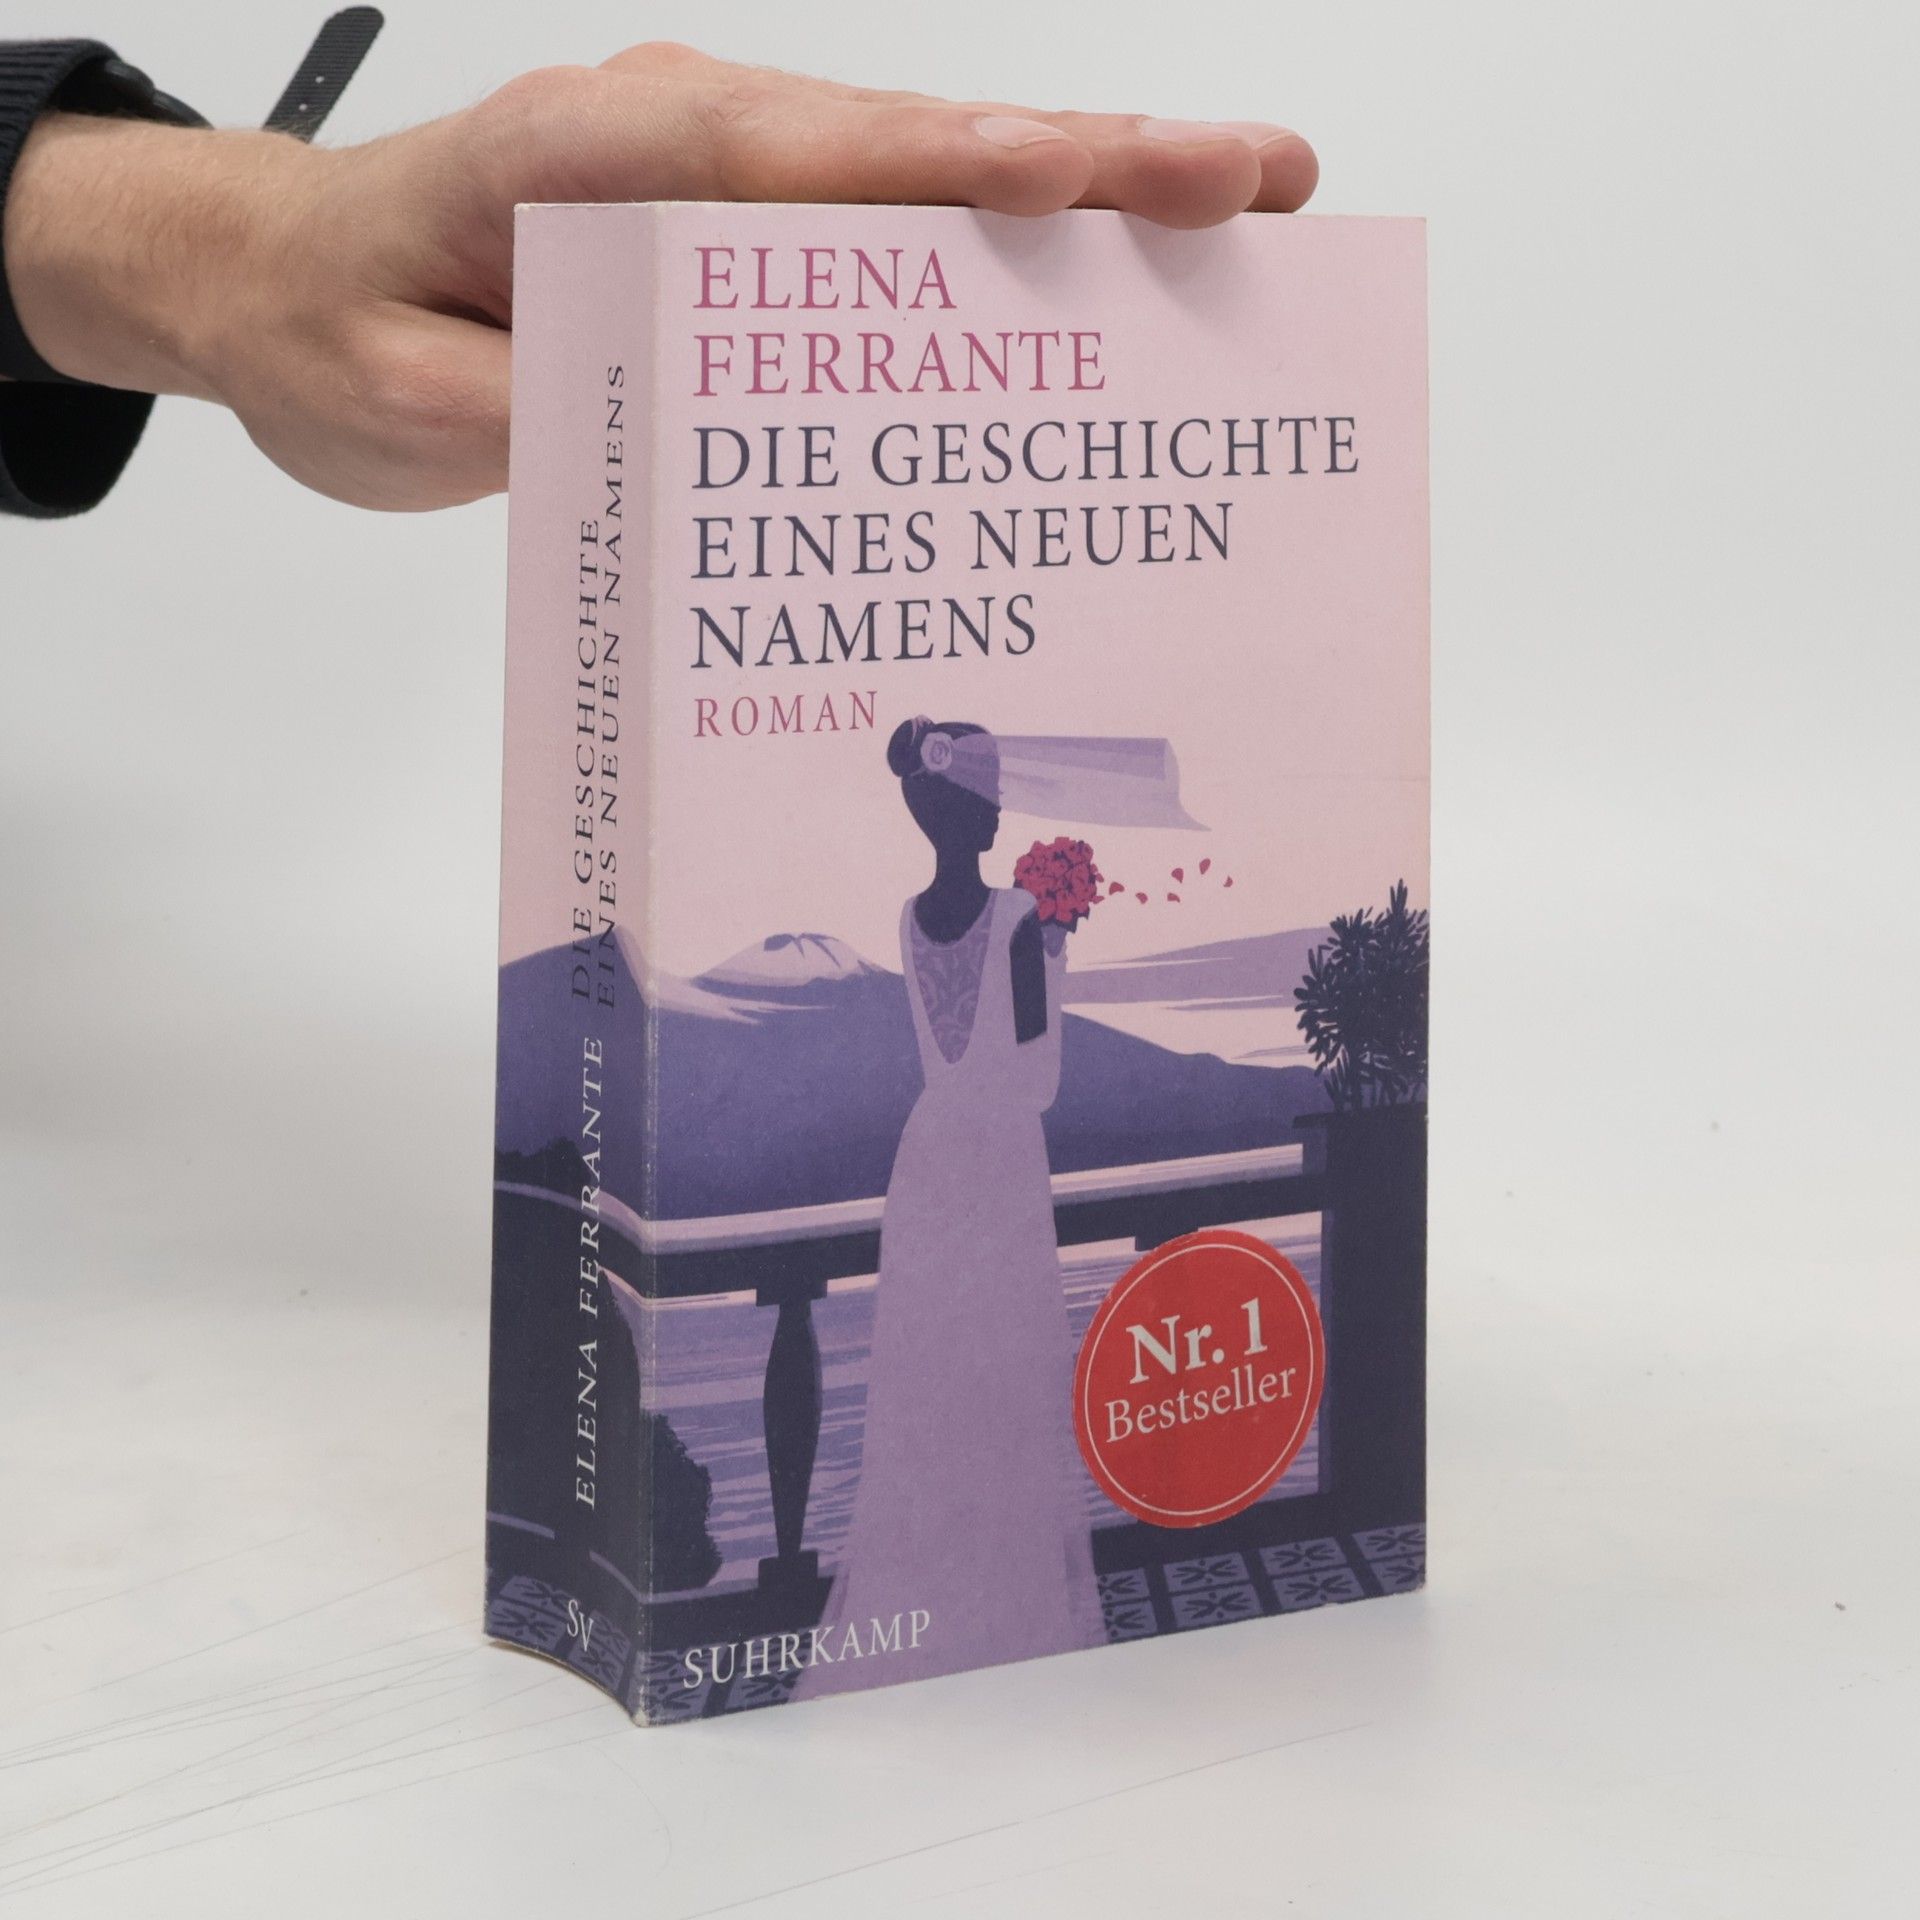 ELENA
FERRANTE
DIE GESCHICHTE
EINES NEUEN
NAMENS
ROMAN
Nr. 1
Bestseller
SUHRKAMP
ELENA FERRANTE DIE GESCHICHTE
EINES NEUEN NAMENS
SV